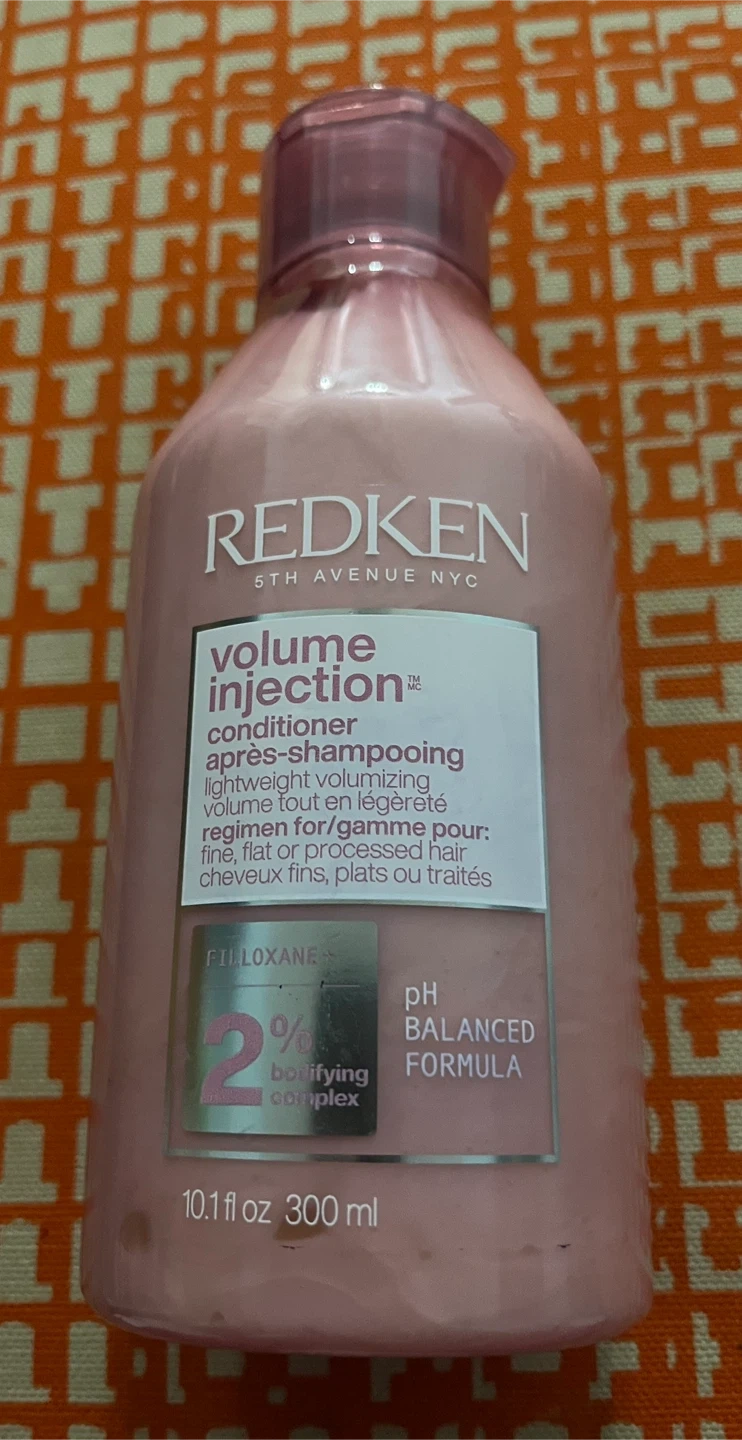 REDKEN
5TH AVENUE NYC
volume
injection™ MC
conditioner
après-shampooing
lightweight volumizing
volume tout en légèreté
regimen for/gamme pour:
fine, flat or processed hair
cheveux fins, plats ou traités
FILLOXANE+
2% bodifying
complex
pH
BALANCED
FORMULA
10.1 fl oz 300 ml